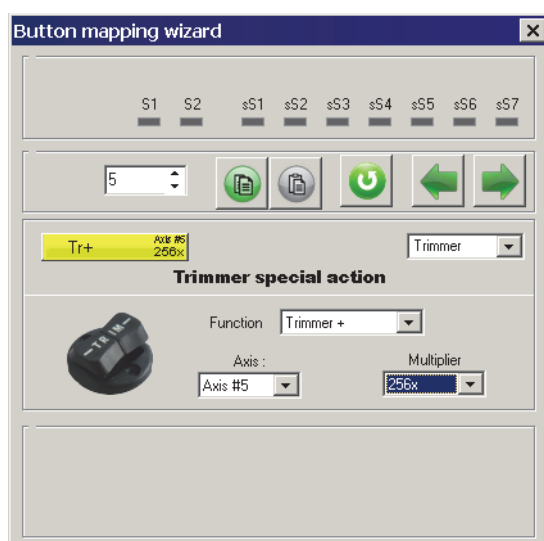 Button mapping wizard
S1 S2 sS1 sS2 sS3 sS4 sS5 sS6 sS7
5
Tr+ Axis #5 256x
Trimmer
Trimmer special action
TRIM
Function Trimmer +
Axis : Multiplier
Axis #5 256x